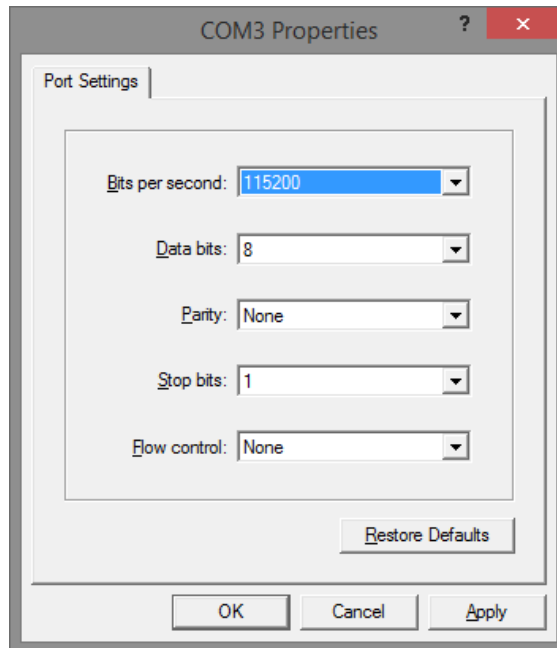 COM3 Properties ? ×
Port Settings
Bits per second: 115200
Data bits: 8
Parity: None
Stop bits: 1
Flow control: None
Restore Defaults
OK Cancel Apply